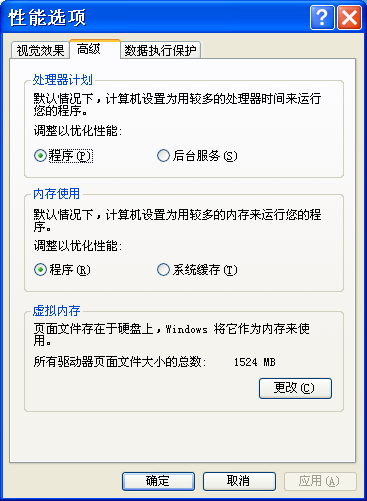 性能选项
视觉效果 高级 数据执行保护
处理器计划
默认情况下，计算机设置为用较多的处理器时间来运行
您的程序。
调整以优化性能:
程序(P) 后台服务(S)
内存使用
默认情况下，计算机设置为用较多的内存来运行您的程
序。
调整以优化性能:
程序(R) 系统缓存(T)
虚拟内存
页面文件存在于硬盘上，Windows 将它作为内存来使
用。
所有驱动器页面文件大小的总数: 1524 MB
更改(C)
确定 取消 应用(A)